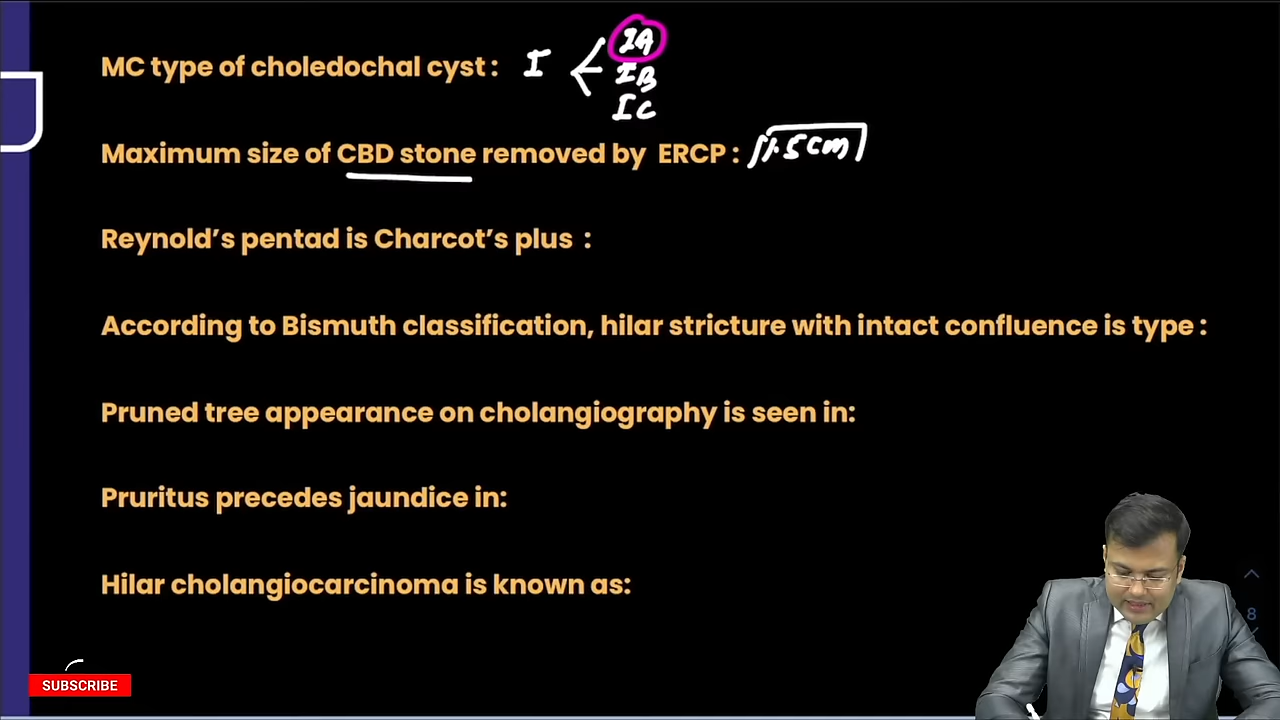 MC type of choledochal cyst : I < IA
IB
IC
Maximum size of CBD stone removed by ERCP : 1.5cm
Reynold’s pentad is Charcot’s plus :
According to Bismuth classification, hilar stricture with intact confluence is type :
Pruned tree appearance on cholangiography is seen in:
Pruritus precedes jaundice in:
Hilar cholangiocarcinoma is known as:
8
SUBSCRIBE